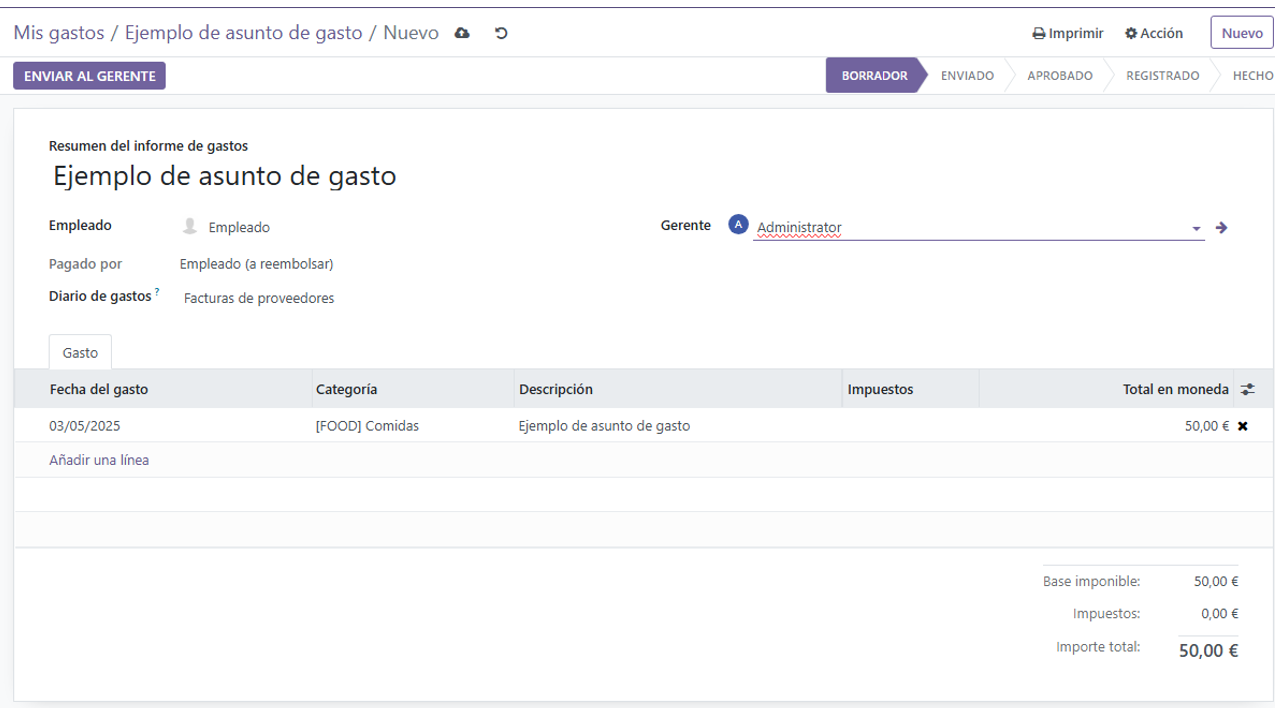 Mis gastos / Ejemplo de asunto de gasto / Nuevo Imprimir Acción Nuevo
ENVIAR AL GERENTE BORRADOR ENVIADO APROBADO REGISTRADO HECHO
Resumen del informe de gastos
Ejemplo de asunto de gasto
Empleado Empleado Gerente A Administrator
Pagado por Empleado (a reembolsar)
Diario de gastos ? Facturas de proveedores
Gasto
Fecha del gasto Categoría Descripción Impuestos Total en moneda
03/05/2025 [FOOD] Comidas Ejemplo de asunto de gasto 50,00 €
Añadir una línea
Base imponible: 50,00 €
Impuestos: 0,00 €
Importe total: 50,00 €